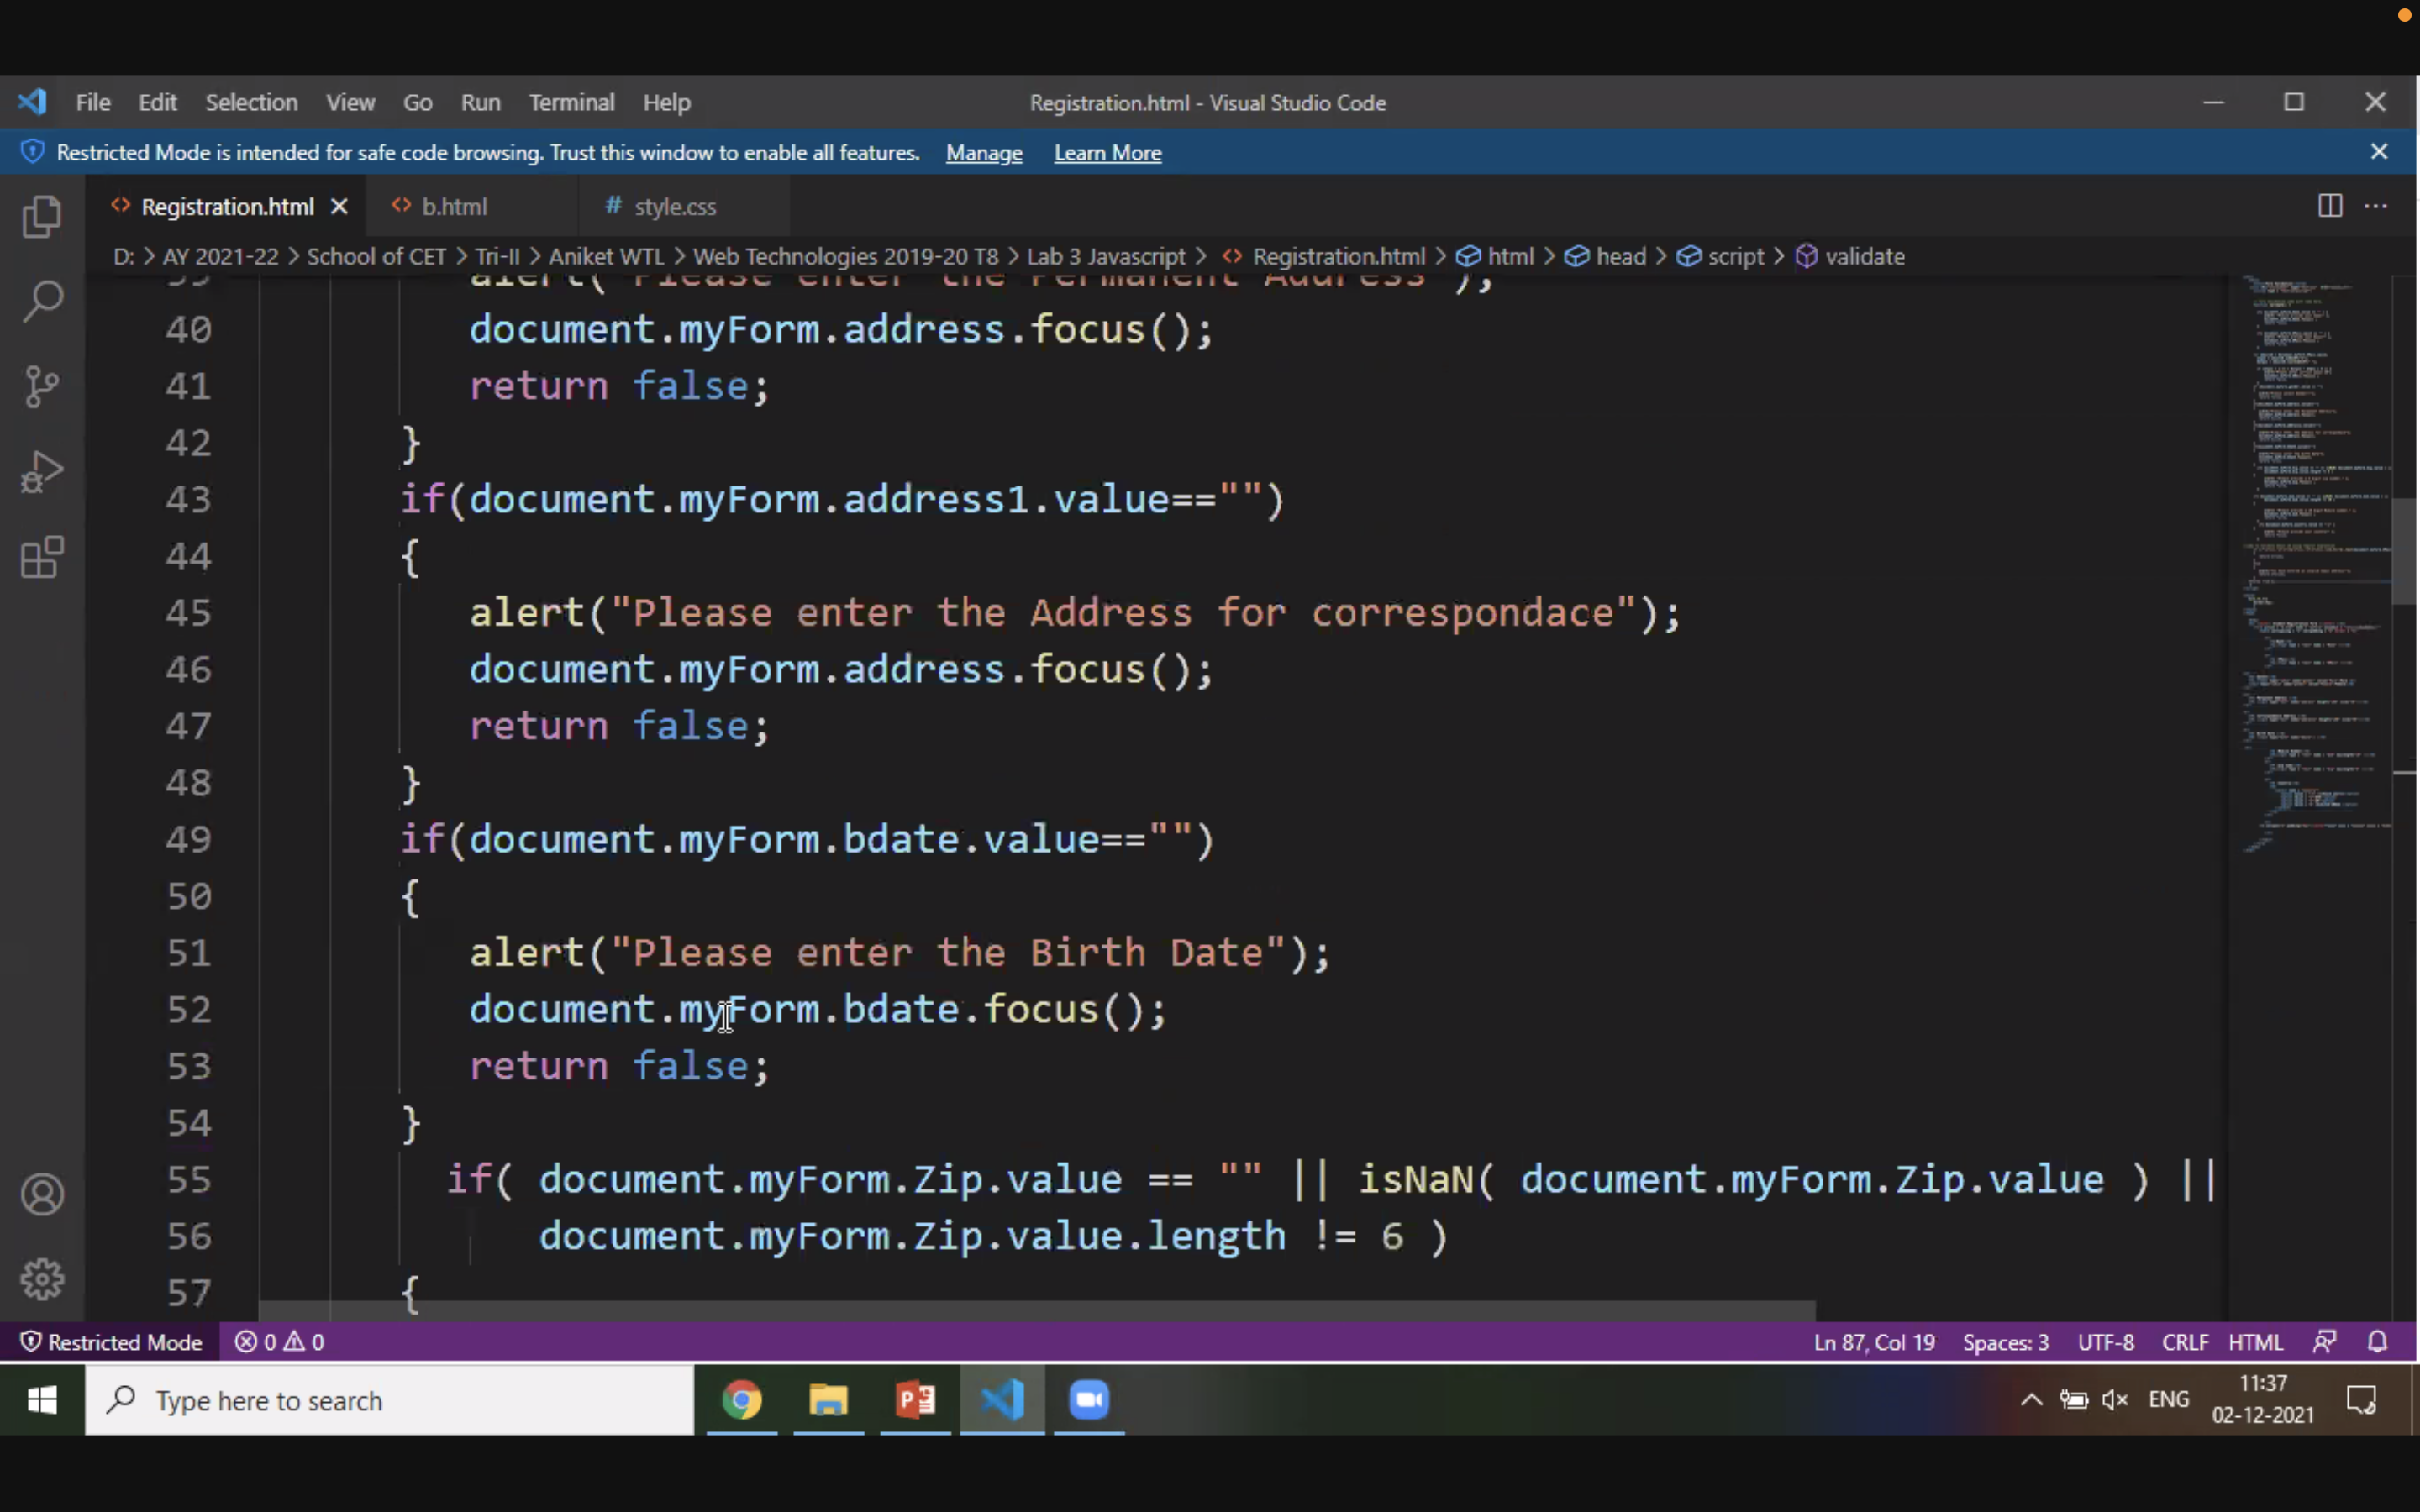 File Edit Selection View Go Run Terminal Help Registration.html - Visual Studio Code
Restricted Mode is intended for safe code browsing. Trust this window to enable all features. Manage Learn More
Registration.html b.html # style.css
D: > AY 2021-22 > School of CET > Tri-II > Aniket WTL > Web Technologies 2019-20 T8 > Lab 3 Javascript > Registration.html > html > head > script > validate
39 alert("Please enter the Permanent Address");
40 document.myForm.address.focus();
41 return false;
42 }
43 if(document.myForm.address1.value=="")
44 {
45 alert("Please enter the Address for correspondace");
46 document.myForm.address.focus();
47 return false;
48 }
49 if(document.myForm.bdate.value=="")
50 {
51 alert("Please enter the Birth Date");
52 document.myForm.bdate.focus();
53 return false;
54 }
55 if( document.myForm.Zip.value == "" || isNaN( document.myForm.Zip.value ) ||
56 document.myForm.Zip.value.length != 6 )
57 {
Restricted Mode 0 0 Ln 87, Col 19 Spaces: 3 UTF-8 CRLF HTML
Type here to search ENG 11:37
02-12-2021